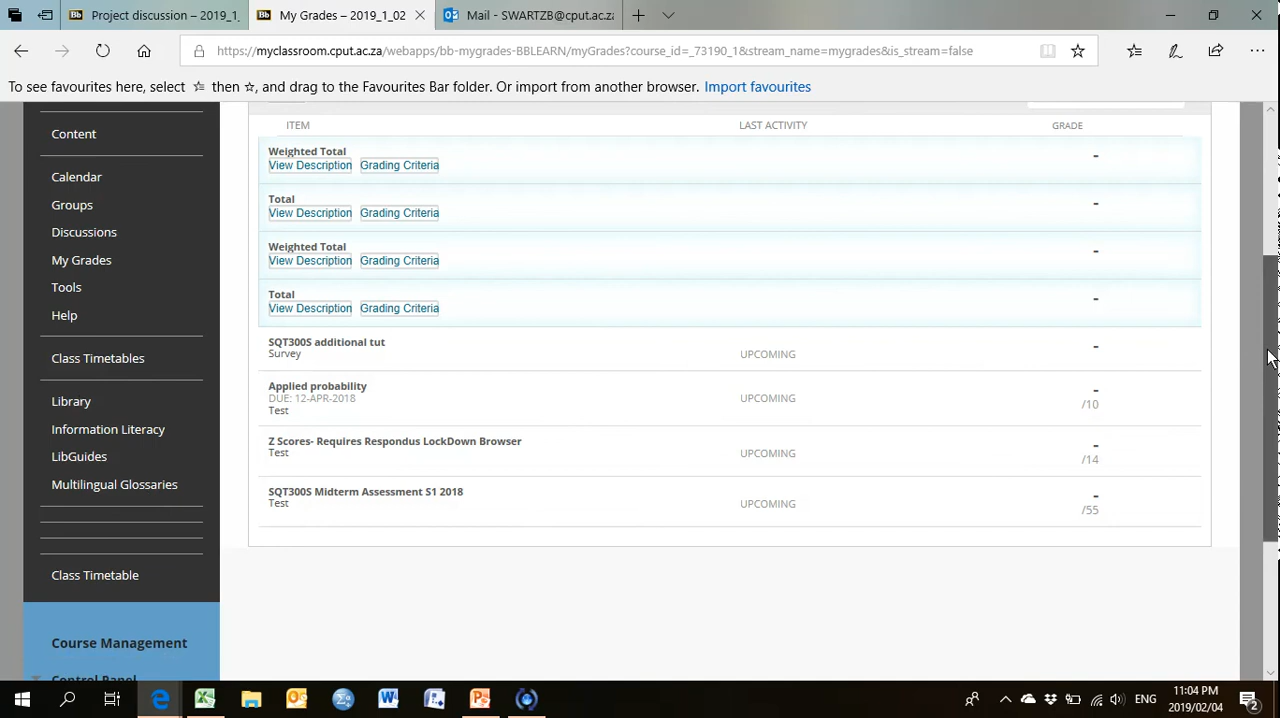 Project discussion – 2019_1_
My Grades – 2019_1_02
Mail - SWARTZB@cput.ac.za
https://myclassroom.cput.ac.za/webapps/bb-mygrades-BBLEARN/myGrades?course_id=_73190_1&stream_name=mygrades&is_stream=false
To see favourites here, select ☆ then ☆, and drag to the Favourites Bar folder. Or import from another browser. Import favourites
Content
Calendar
Groups
Discussions
My Grades
Tools
Help
Class Timetables
Library
Information Literacy
LibGuides
Multilingual Glossaries
Class Timetable
Course Management
Control Panel
ITEM LAST ACTIVITY GRADE
Weighted Total -
View Description Grading Criteria
Total -
View Description Grading Criteria
Weighted Total -
View Description Grading Criteria
Total -
View Description Grading Criteria
SQT300S additional tut -
Survey UPCOMING
Applied probability -
DUE: 12-APR-2018 UPCOMING /10
Test
Z Scores- Requires Respondus LockDown Browser -
Test UPCOMING /14
SQT300S Midterm Assessment S1 2018 -
Test UPCOMING /55
ENG
11:04 PM
2019/02/04
2